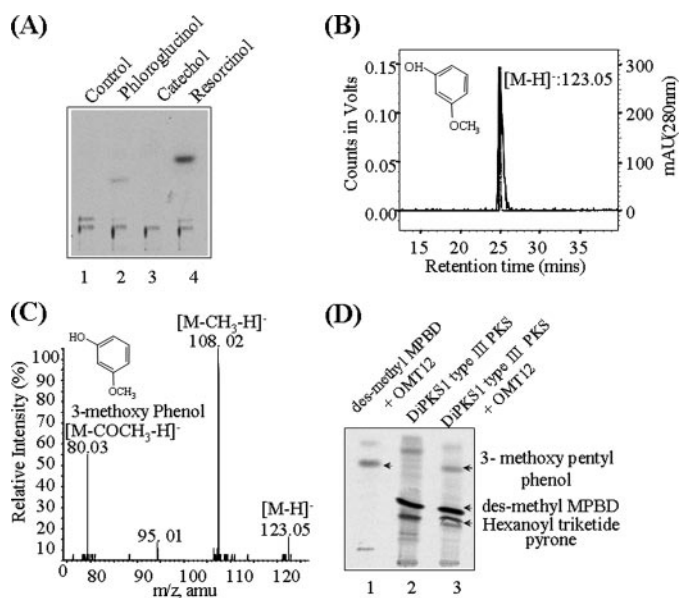 (A)
Control
Phloroglucinol
Catechol
Resorcinol
1 2 3 4
(B)
Counts in Volts
0.15
0.10
0.05
0.00
OH
OCH₃
[M-H]⁻:123.05
300
200
100
0
mAU(280nm)
15 25 35
Retention time (mins)
(C)
Relative Intensity (%)
100
90
80
70
60
50
40
30
20
10
HO
OCH₃
3-methoxy Phenol
[M-COCH₃-H]⁻
80.03
[M-CH₃-H]⁻
108.02
95.01
[M-H]⁻
123.05
0 80 90 100 110 120
m/z, amu
(D)
des-methyl MPBD
+ OMT12
DiPKS1 type III PKS
DiPKS1 type III PKS
+ OMT12
3- methoxy pentyl
phenol
des-methyl MPBD
Hexanoyl triketide
pyrone
1 2 3